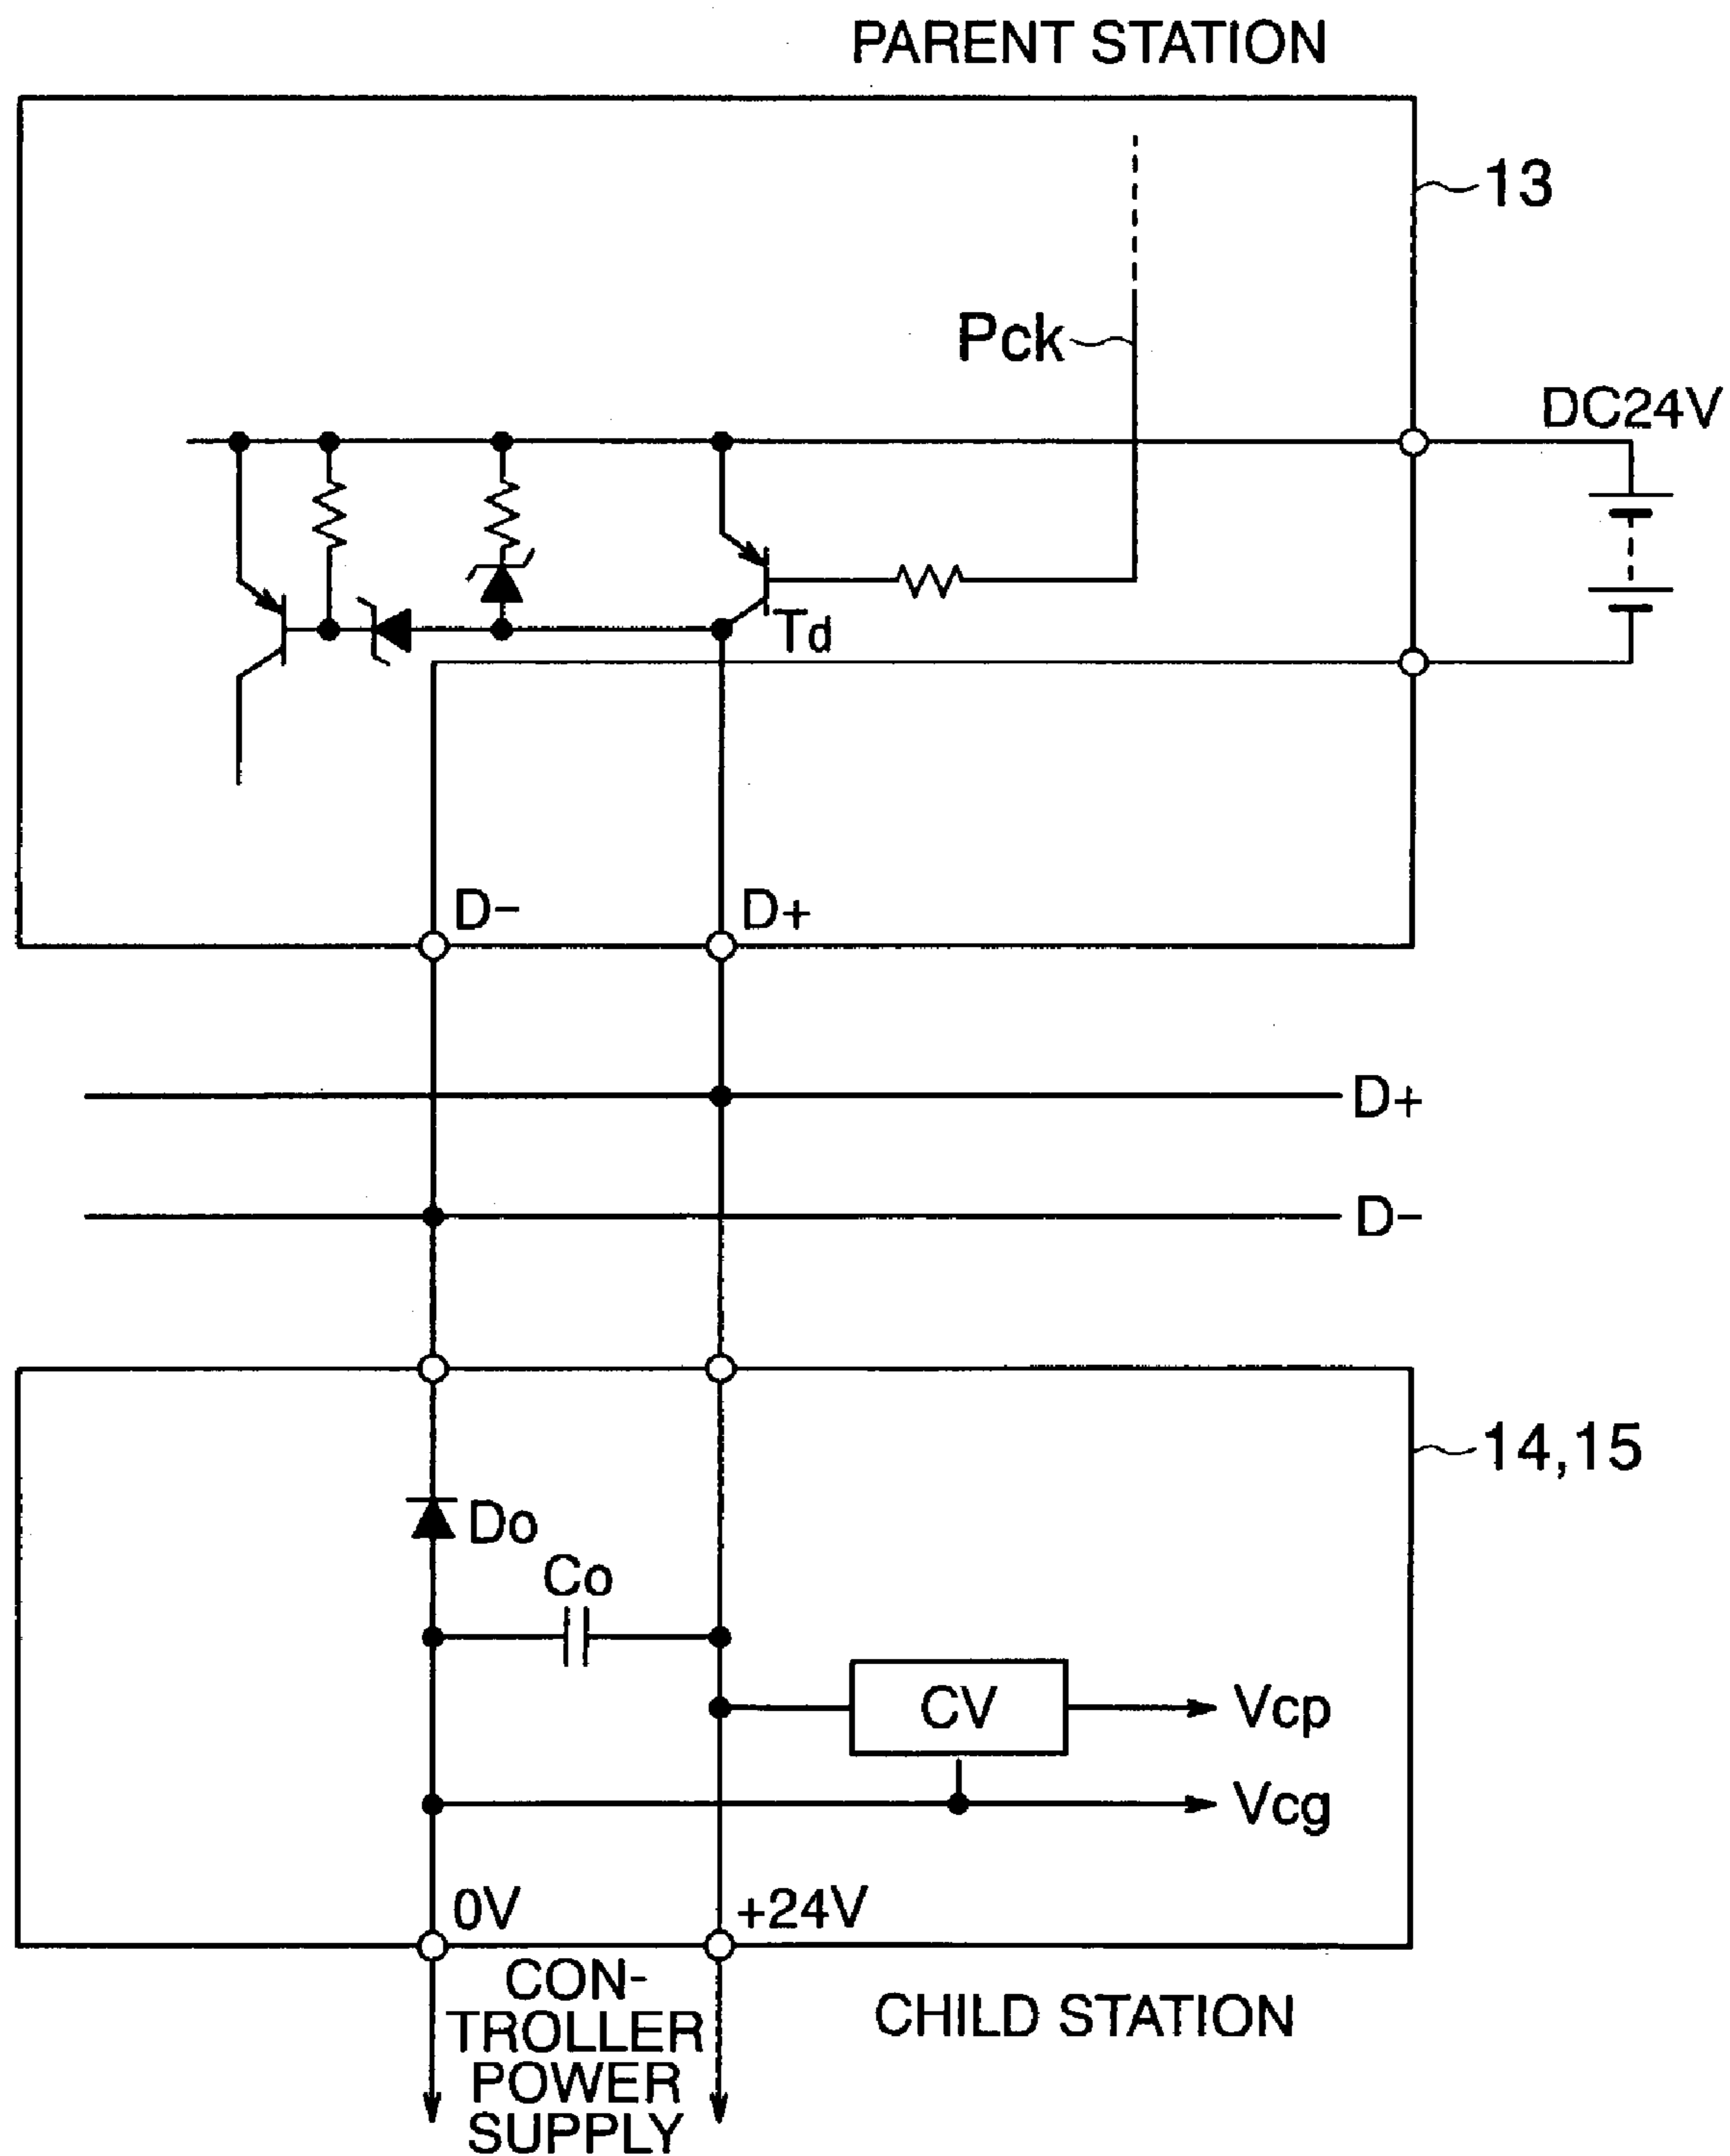 PARENT STATION
13
Pck
DC24V
Td
D-
D+
D+
D-
14,15
Do
Co
CV
Vcp
Vcg
0V
+24V
CON-
TROLLER
POWER
SUPPLY
CHILD STATION